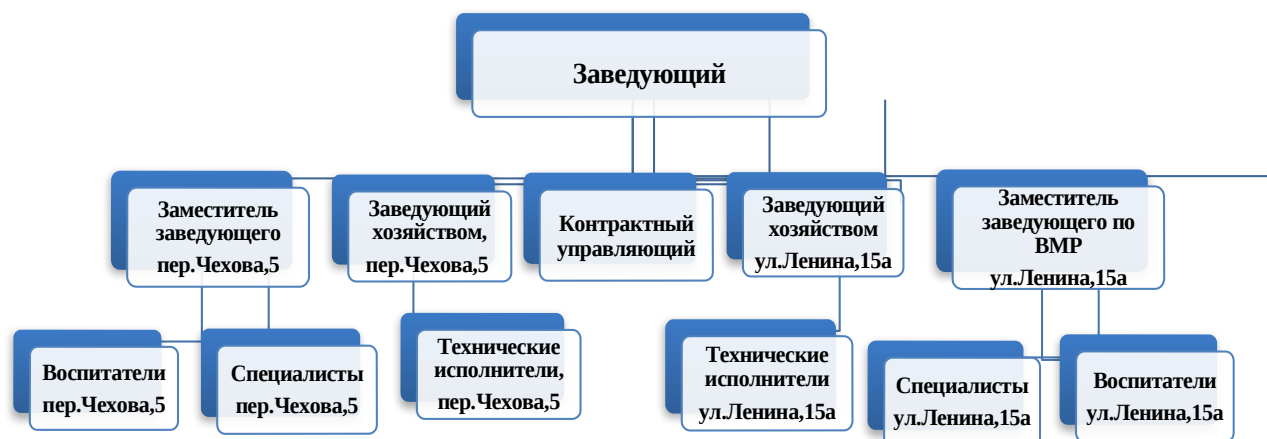 Заведующий
Заместитель
заведующего
пер.Чехова,5
Заведующий
хозяйством,
пер.Чехова,5
Контрактный
управляющий
Заведующий
хозяйством
ул.Ленина,15а
Заместитель
заведующего по
ВМР
ул.Ленина,15а
Воспитатели
пер.Чехова,5
Специалисты
пер.Чехова,5
Технические
исполнители,
пер.Чехова,5
Технические
исполнители
ул.Ленина,15а
Специалисты
ул.Ленина,15а
Воспитатели
ул.Ленина,15а